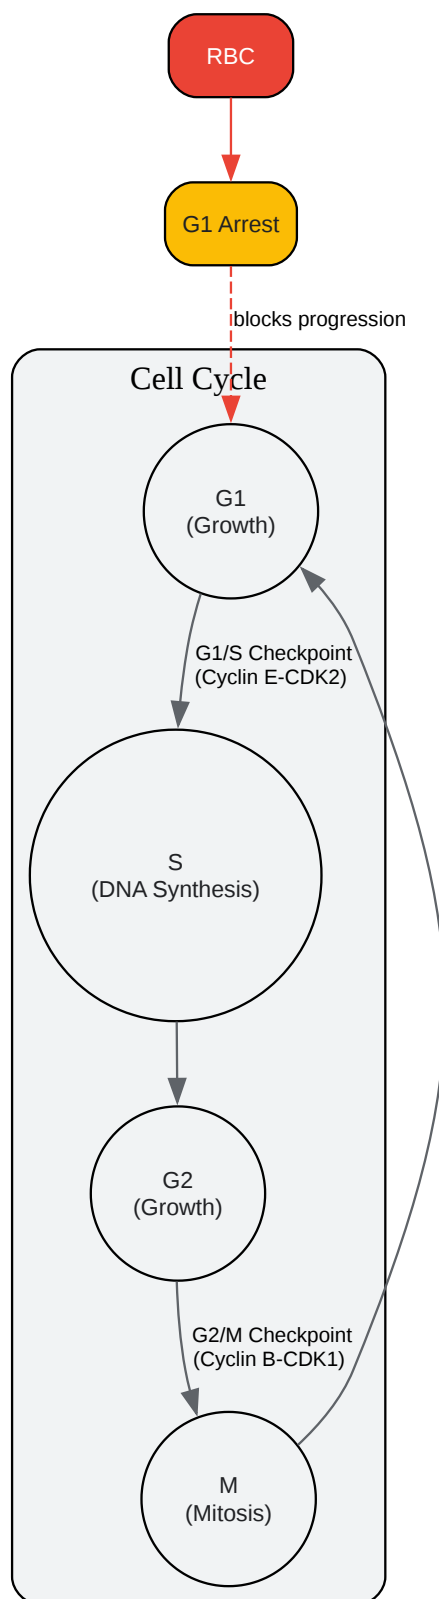 RBC
G1 Arrest
blocks progression
Cell Cycle
G1
(Growth)
G1/S Checkpoint
(Cyclin E-CDK2)
S
(DNA Synthesis)
G2
(Growth)
G2/M Checkpoint
(Cyclin B-CDK1)
M
(Mitosis)